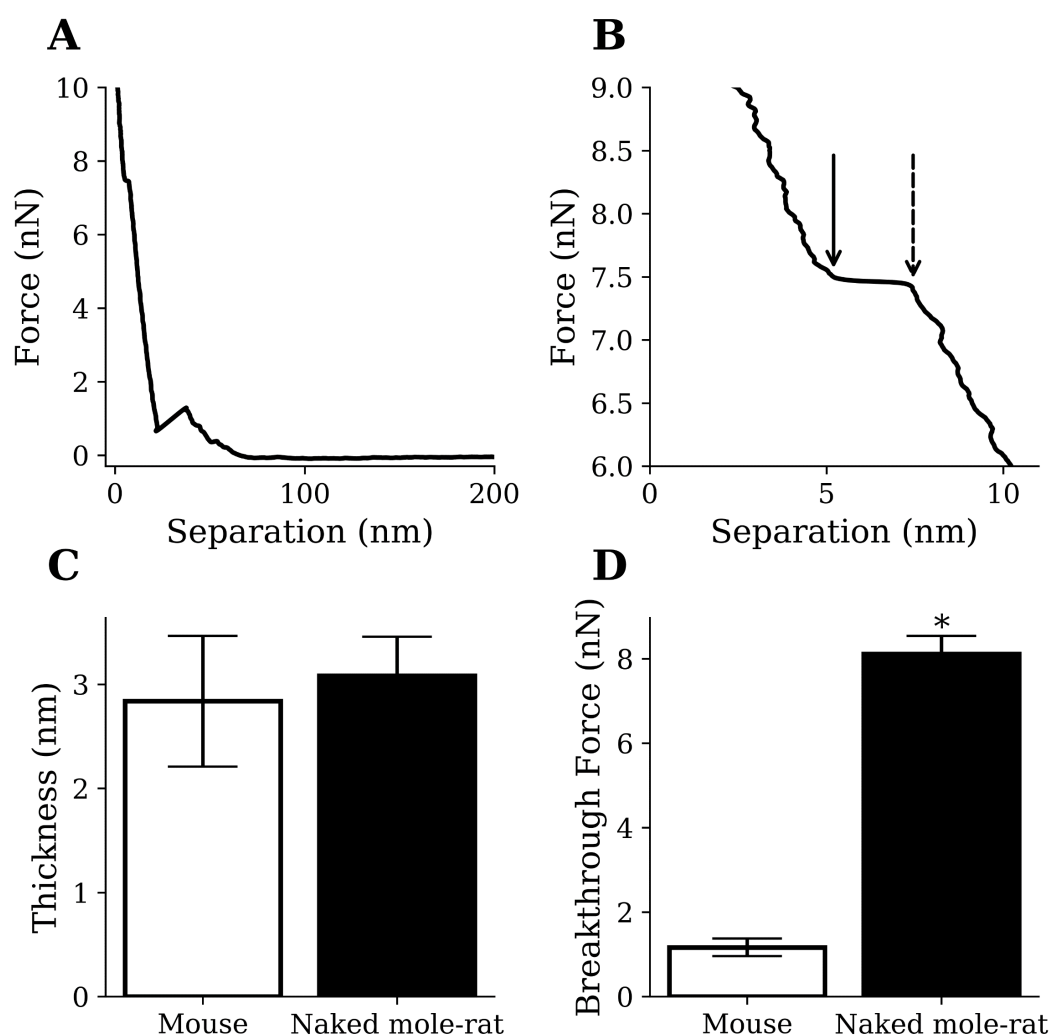 A
B
10
8
6
4
2
0
Force (nN)
0
100
200
Separation (nm)
9.0
8.5
8.0
7.5
7.0
6.5
6.0
Force (nN)
0
5
10
Separation (nm)
C
D
3
2
1
0
Thickness (nm)
Mouse
Naked mole-rat
*
8
6
4
2
0
Breakthrough Force (nN)
Mouse
Naked mole-rat